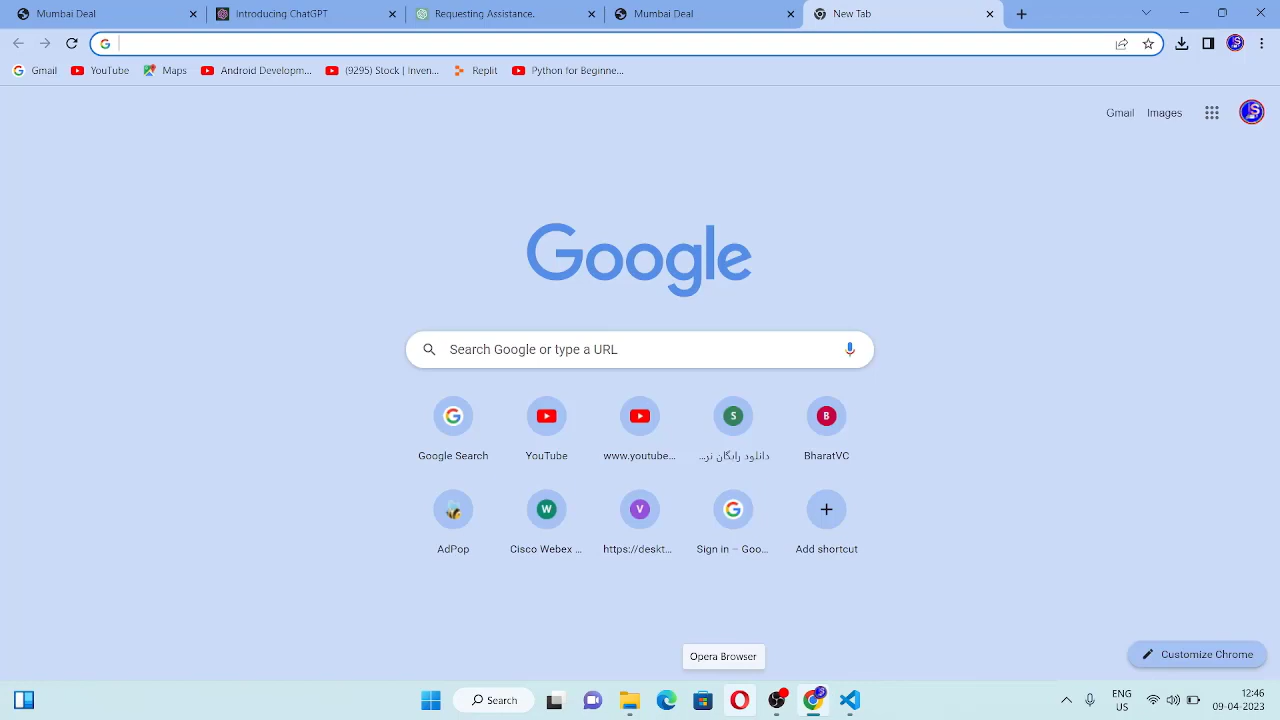 Mumbai Deal
Introducing ChatGPT
Requesting Assistance.
Mumbai Deal
New Tab
Gmail
YouTube
Maps
Android Developm...
(9295) Stock | Inven...
Replit
Python for Beginne...
Gmail
Images
Google
Search Google or type a URL
Google Search
YouTube
www.youtube...
دانلود رایگان نر...
BharatVC
AdPop
Cisco Webex ...
https://deskt...
Sign in – Goo...
Add shortcut
Opera Browser
Customize Chrome
Search
ENG
US
12:46
09-04-2023